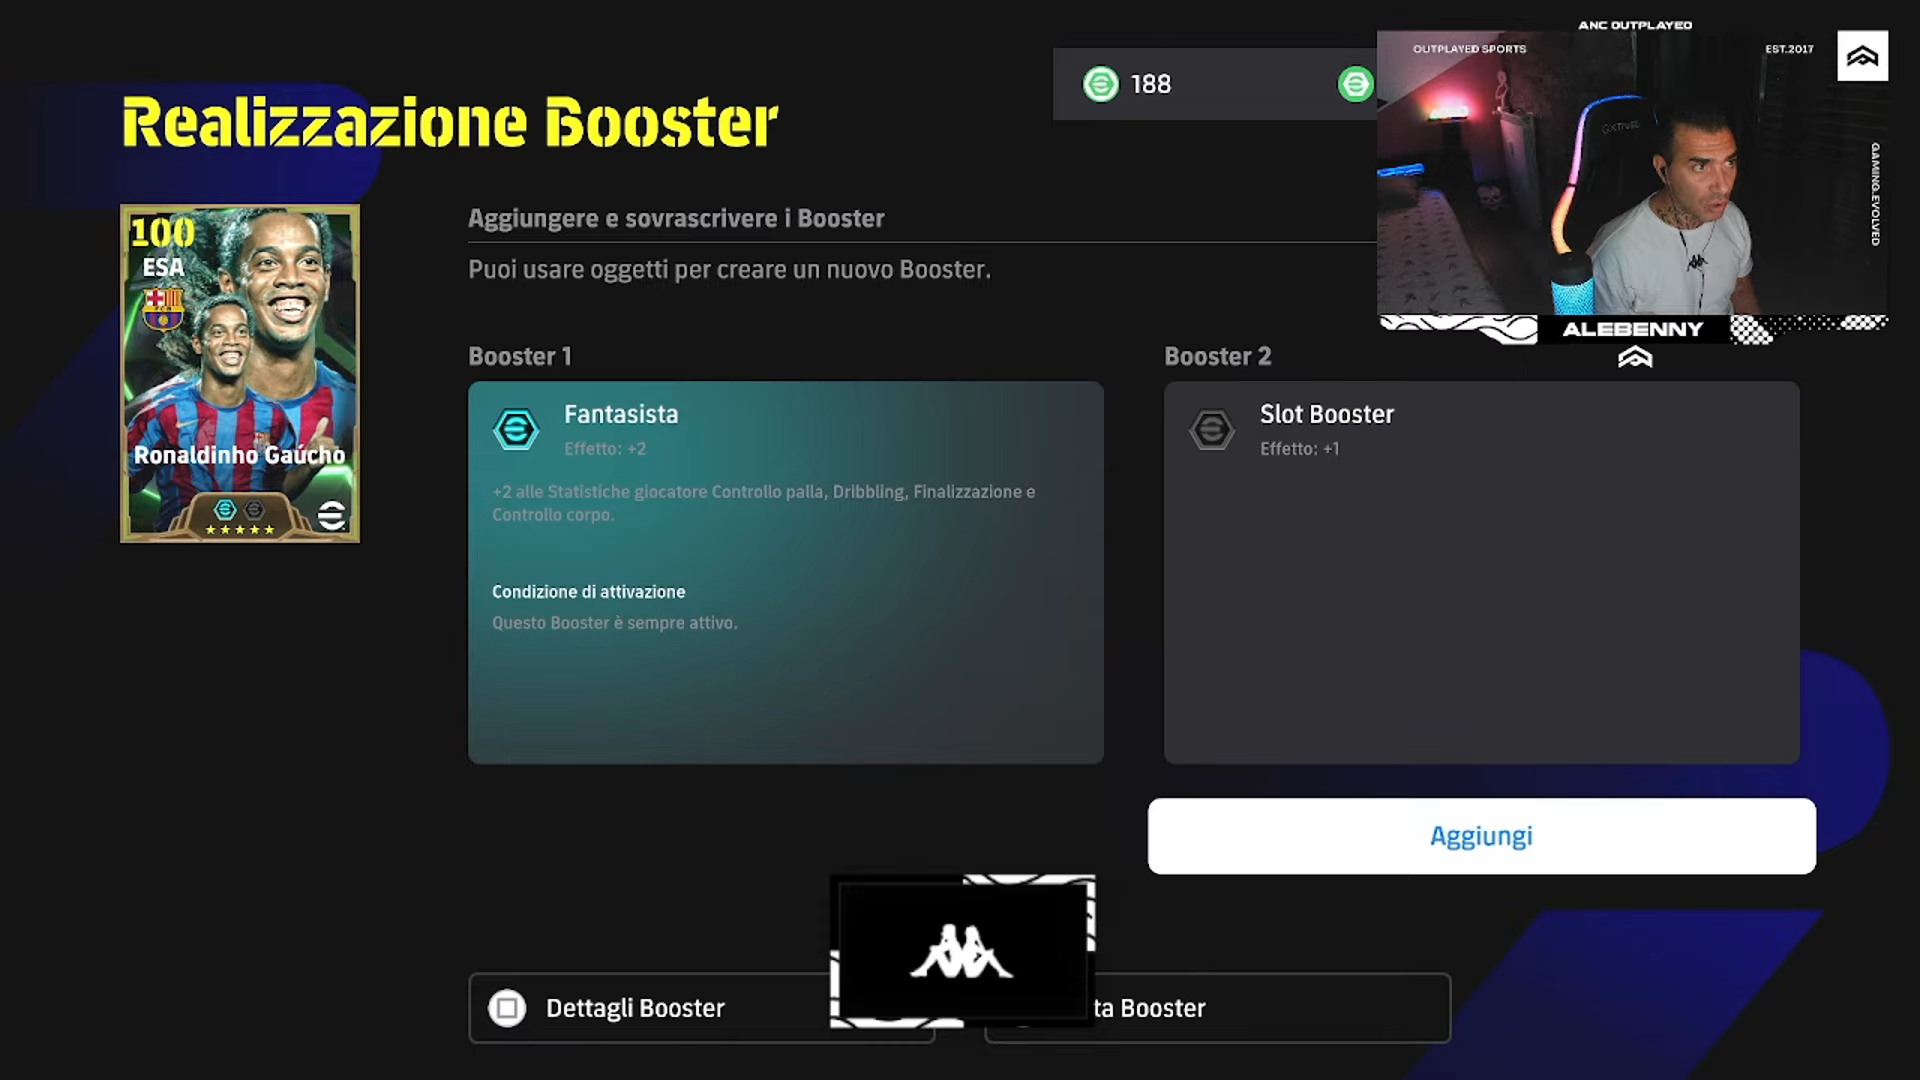 ANC OUTPLAYED
OUTPLAYED SPORTS
EST.2017
188
Realizzazione Booster
GAMING.EVOLVED
100
ESA
Ronaldinho Gaúcho
Aggiungere e sovrascrivere i Booster
Puoi usare oggetti per creare un nuovo Booster.
ALEBENNY
Booster 1
Fantasista
Effetto: +2
+2 alle Statistiche giocatore Controllo palla, Dribbling, Finalizzazione e
Controllo corpo.
Condizione di attivazione
Questo Booster è sempre attivo.
Booster 2
Slot Booster
Effetto: +1
Aggiungi
Dettagli Booster
ta Booster